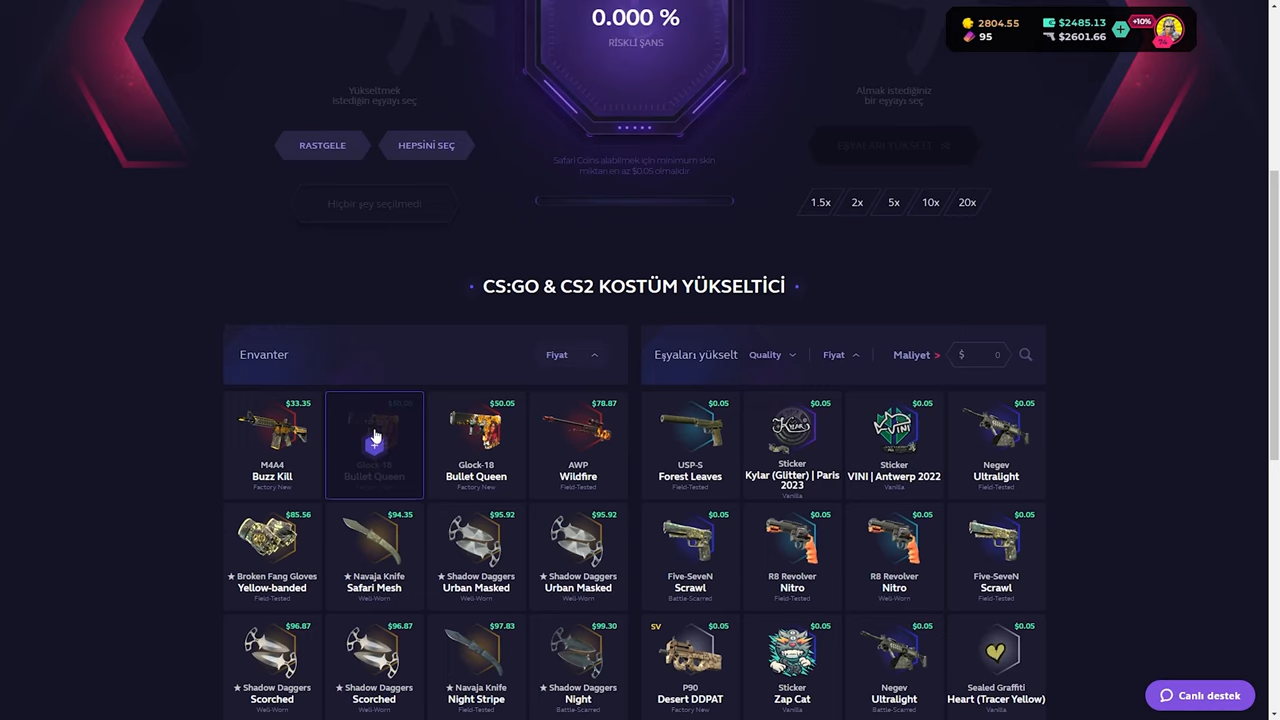 0.000 %
RİSKLİ ŞANS
2804.55
$2485.13
+10%
95
$2601.66
Yükseltmek
istediğin eşyayı seç
Almak istediğiniz
bir eşyayı seç
RASTGELE
HEPSİNİ SEÇ
EŞYALARI YÜKSELT
Safari Coins alabilmek için minimum skin
miktarı en az $0.05 olmalıdır
Hiçbir şey seçilmedi
1.5x
2x
5x
10x
20x
CS:GO & CS2 KOSTÜM YÜKSELTİCİ
Envanter
Fiyat
Eşyaları yükselt
Quality
Fiyat
Maliyet >
$
0
$33.35
M4A4
Buzz Kill
Factory New
Glock-18
Bullet Queen
$50.05
Glock-18
Bullet Queen
Factory New
$78.87
AWP
Wildfire
Field-Tested
$0.05
USP-S
Forest Leaves
Field-Tested
$0.05
Sticker
Kylar (Glitter) | Paris
2023
Vanilla
$0.05
Sticker
VINI | Antwerp 2022
Vanilla
$0.05
Negev
Ultralight
Field-Tested
$85.56
★ Broken Fang Gloves
Yellow-banded
Field-Tested
$94.35
★ Navaja Knife
Safari Mesh
Well-Worn
$95.92
★ Shadow Daggers
Urban Masked
Well-Worn
$95.92
★ Shadow Daggers
Urban Masked
Well-Worn
$0.05
Five-SeveN
Scrawl
Battle-Scarred
$0.05
R8 Revolver
Nitro
Field-Tested
$0.05
R8 Revolver
Nitro
Well-Worn
$0.05
Five-SeveN
Scrawl
Field-Tested
$96.87
★ Shadow Daggers
Scorched
Well-Worn
$96.87
★ Shadow Daggers
Scorched
Well-Worn
$97.83
★ Navaja Knife
Night Stripe
Field-Tested
$99.30
★ Shadow Daggers
Night
Battle-Scarred
SV
$0.05
P90
Desert DDPAT
Factory New
$0.05
Sticker
Zap Cat
Vanilla
$0.05
Negev
Ultralight
Battle-Scarred
$0.05
Sealed Graffiti
Heart (Tracer Yellow)
Vanilla
Canlı destek